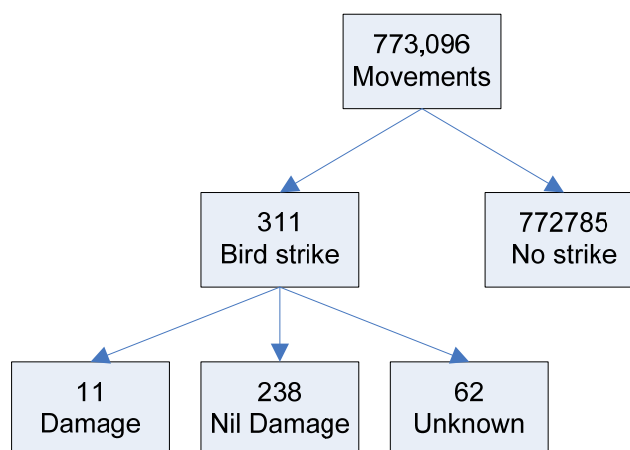 773,096
Movements
311
Bird strike
772785
No strike
11
Damage
238
Nil Damage
62
Unknown